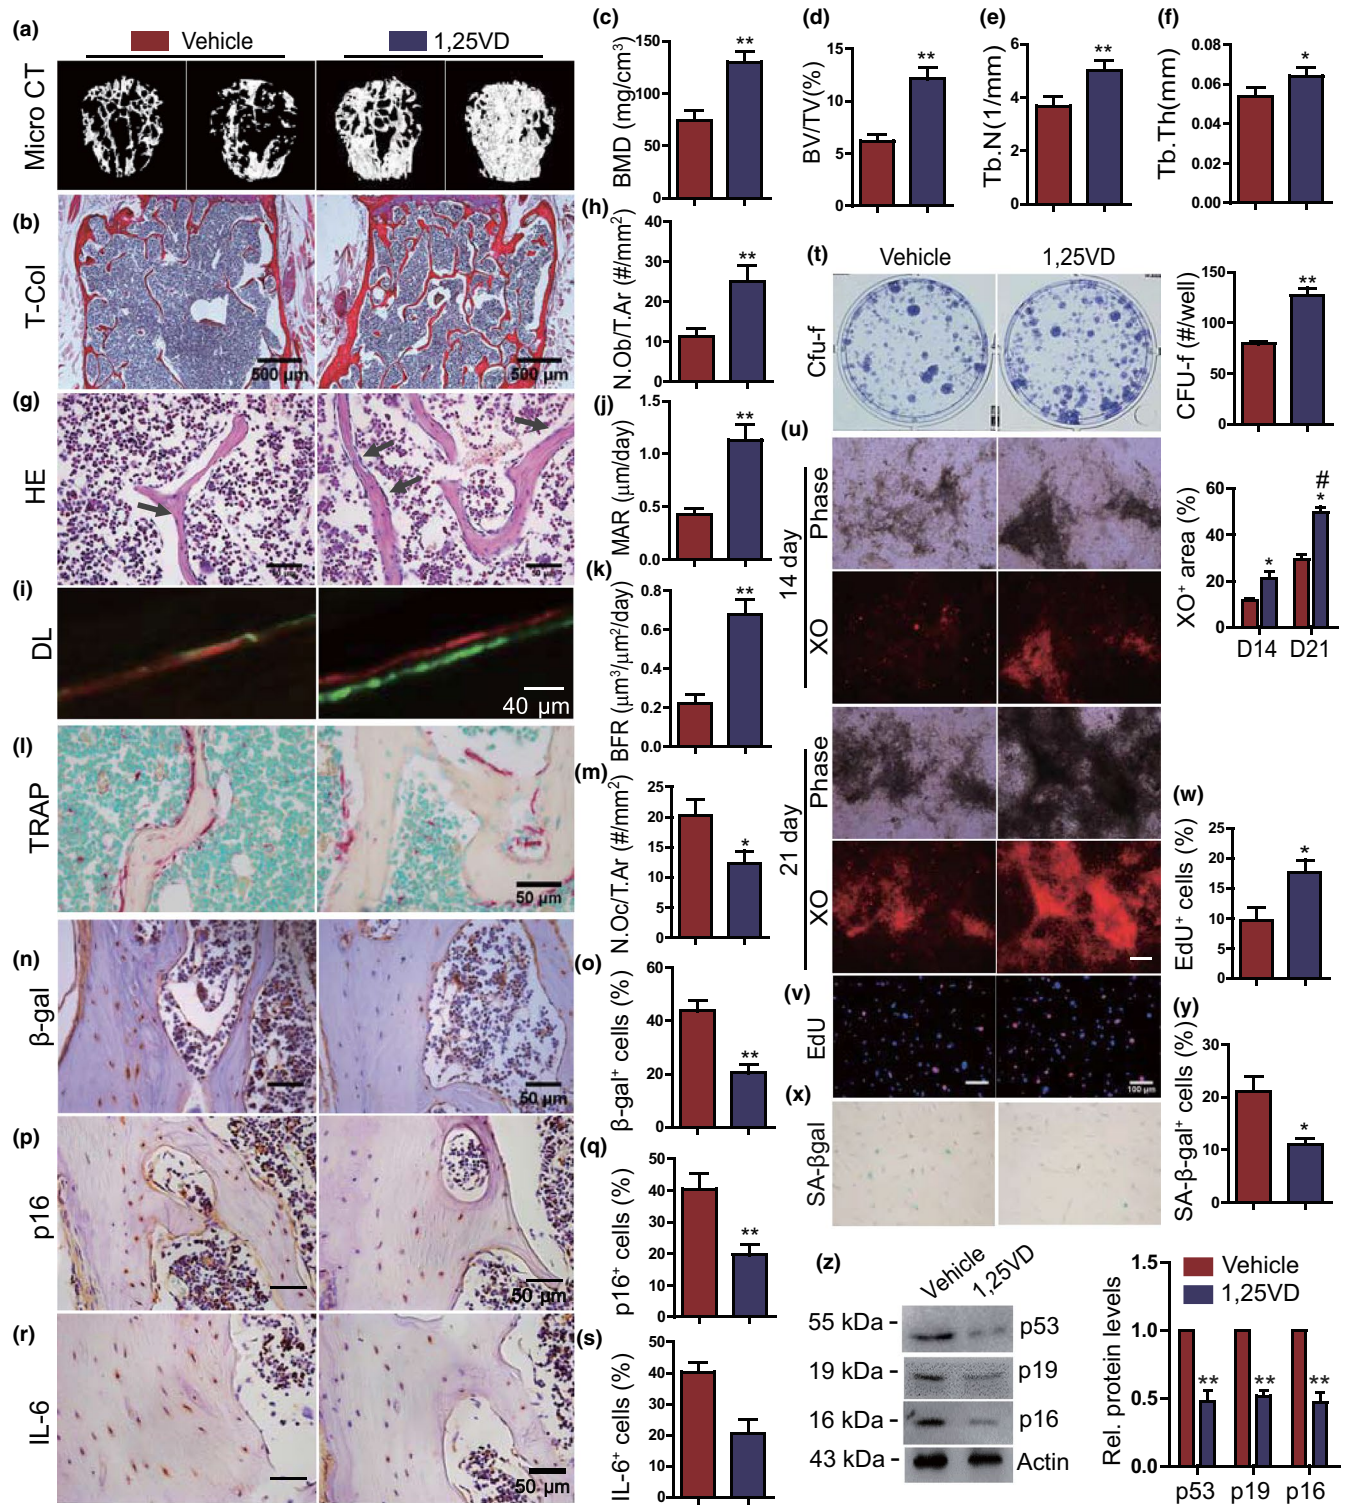 (a)
Vehicle
1,25VD
Micro CT
(b)
T-Col
500 µm
500 µm
(g)
HE
50 µm
(i)
DL
40 µm
(l)
TRAP
50 µm
(n)
β-gal
50 µm
50 µm
(p)
p16
50 µm
(r)
IL-6
50 µm
(c)
BMD (mg/cm³)
150
100
50
0
**
(d)
BV/TV(%)
15
10
5
0
**
(e)
Tb.N (1/mm)
6
4
2
0
**
(f)
Tb.Th(mm)
0.08
0.06
0.04
0.02
0.00
*
(h)
N.Ob/T.Ar (#/mm²)
40
30
20
10
0
**
(j)
MAR (µm/day)
1.5
1.0
0.5
0.0
**
(k)
BFR (µm³/µm²/day)
0.8
0.6
0.4
0.2
0.0
**
(m)
N.Oc/T.Ar (#/mm²)
25
20
15
10
5
0
*
(o)
β-gal⁺ cells (%)
60
40
20
0
**
(q)
p16⁺ cells (%)
50
40
30
20
10
0
**
(s)
IL-6⁺ cells (%)
50
40
30
20
10
0
(t)
Vehicle
1,25VD
Cfu-f
CFU-f (#/well)
150
100
50
0
**
(u)
14 day
Phase
XO
21 day
Phase
XO
XO⁺ area (%)
60
40
20
0
*
#
*
D14
D21
(v)
EdU
100 µm
(w)
EdU⁺ cells (%)
25
20
15
10
5
0
*
(x)
SA-βgal
(y)
SA-β-gal⁺ cells (%)
30
20
10
0
*
(z)
Vehicle
1,25VD
55 kDa
p53
19 kDa
p19
16 kDa
p16
43 kDa
Actin
Rel. protein levels
1.5
1.0
0.5
0.0
Vehicle
1,25VD
**
**
**
p53
p19
p16